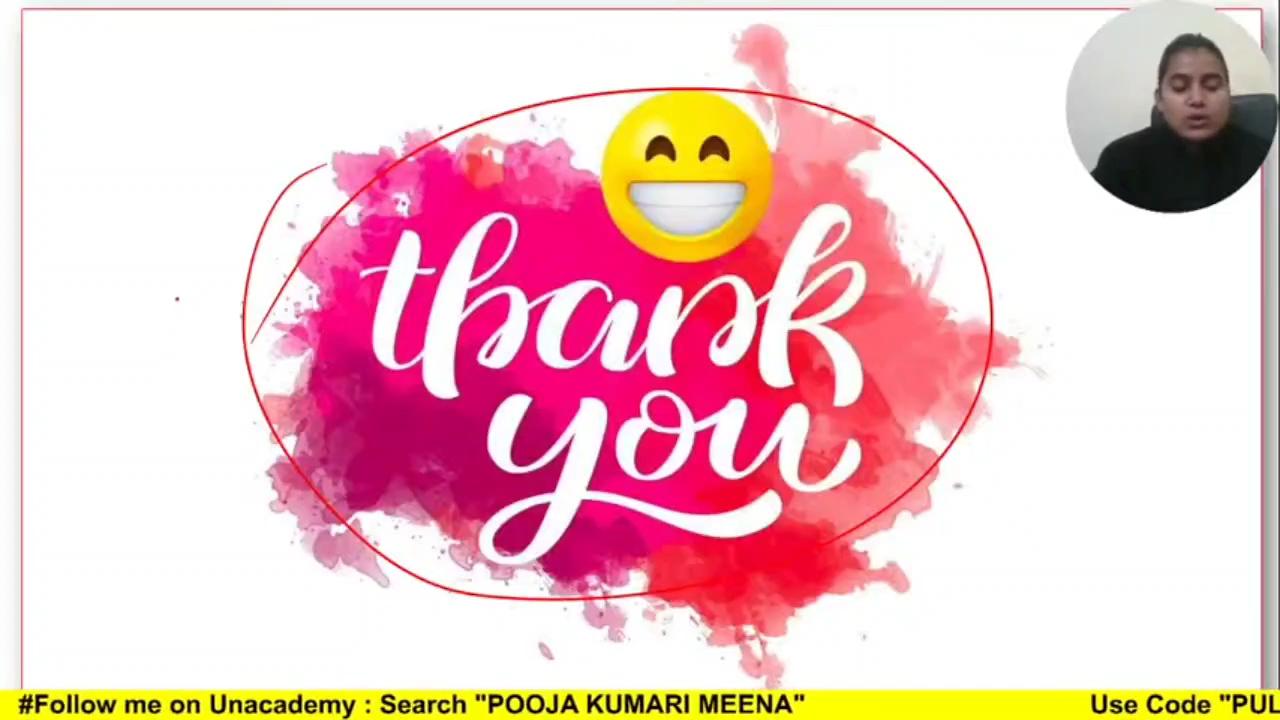 thank
you
#Follow me on Unacademy : Search "POOJA KUMARI MEENA"
Use Code "PUL